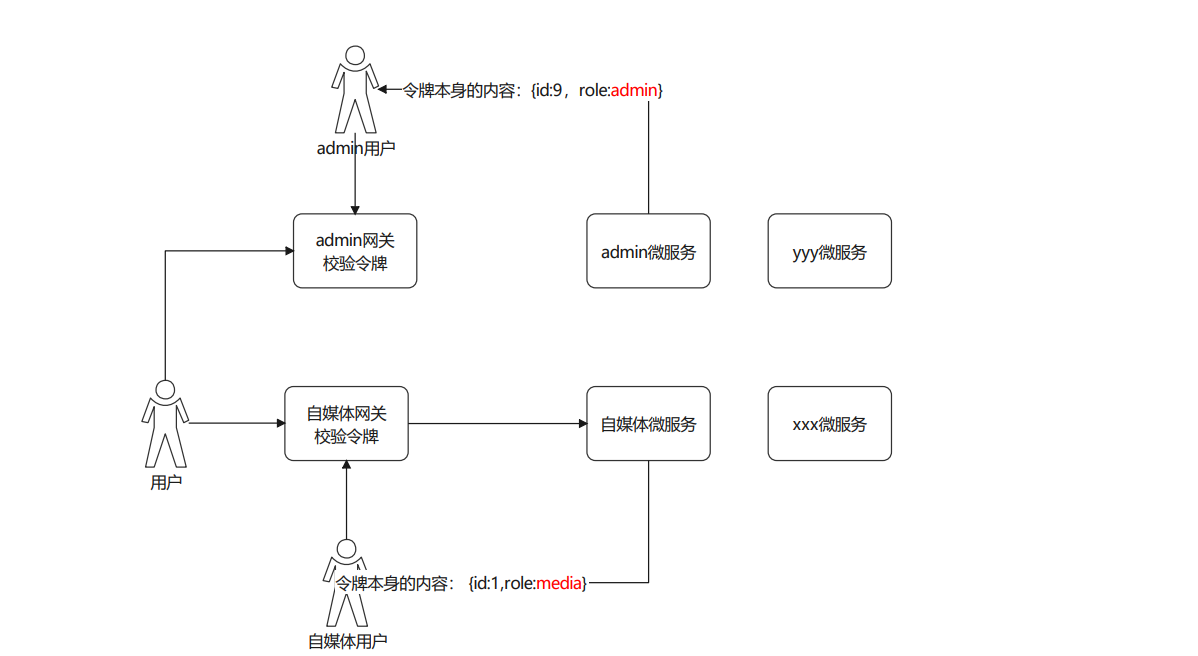 令牌本身的内容：{id:9，role:admin}
admin用户
admin网关
校验令牌
admin微服务
yyy微服务
自媒体网关
校验令牌
自媒体微服务
xxx微服务
用户
令牌本身的内容： {id:1,role:media}
自媒体用户